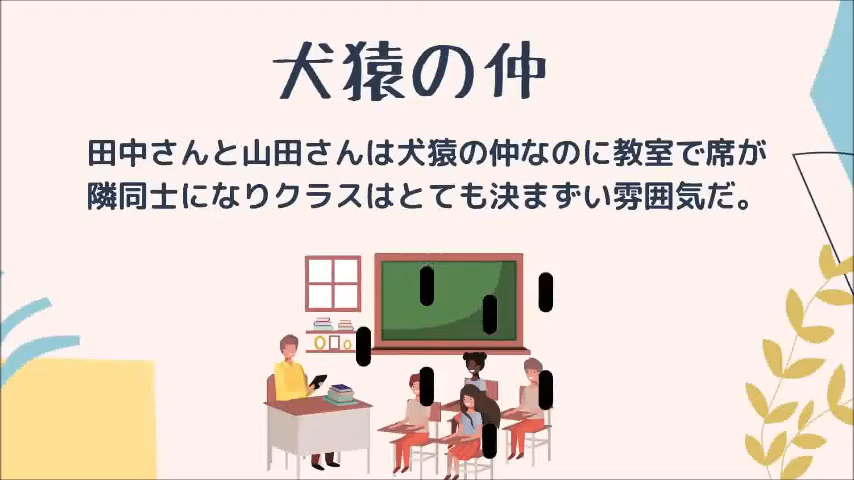 犬猿の仲
田中さんと山田さんは犬猿の仲なのに教室で席が
隣同士になりクラスはとても決まずい雰囲気だ。